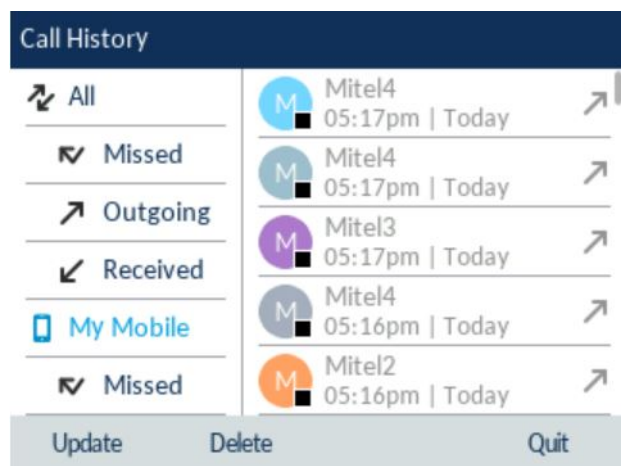 Call History
All
Missed
Outgoing
Received
My Mobile
Missed
M Mitel4
05:17pm | Today
M Mitel4
05:17pm | Today
M Mitel3
05:17pm | Today
M Mitel4
05:16pm | Today
M Mitel2
05:16pm | Today
Update Delete Quit